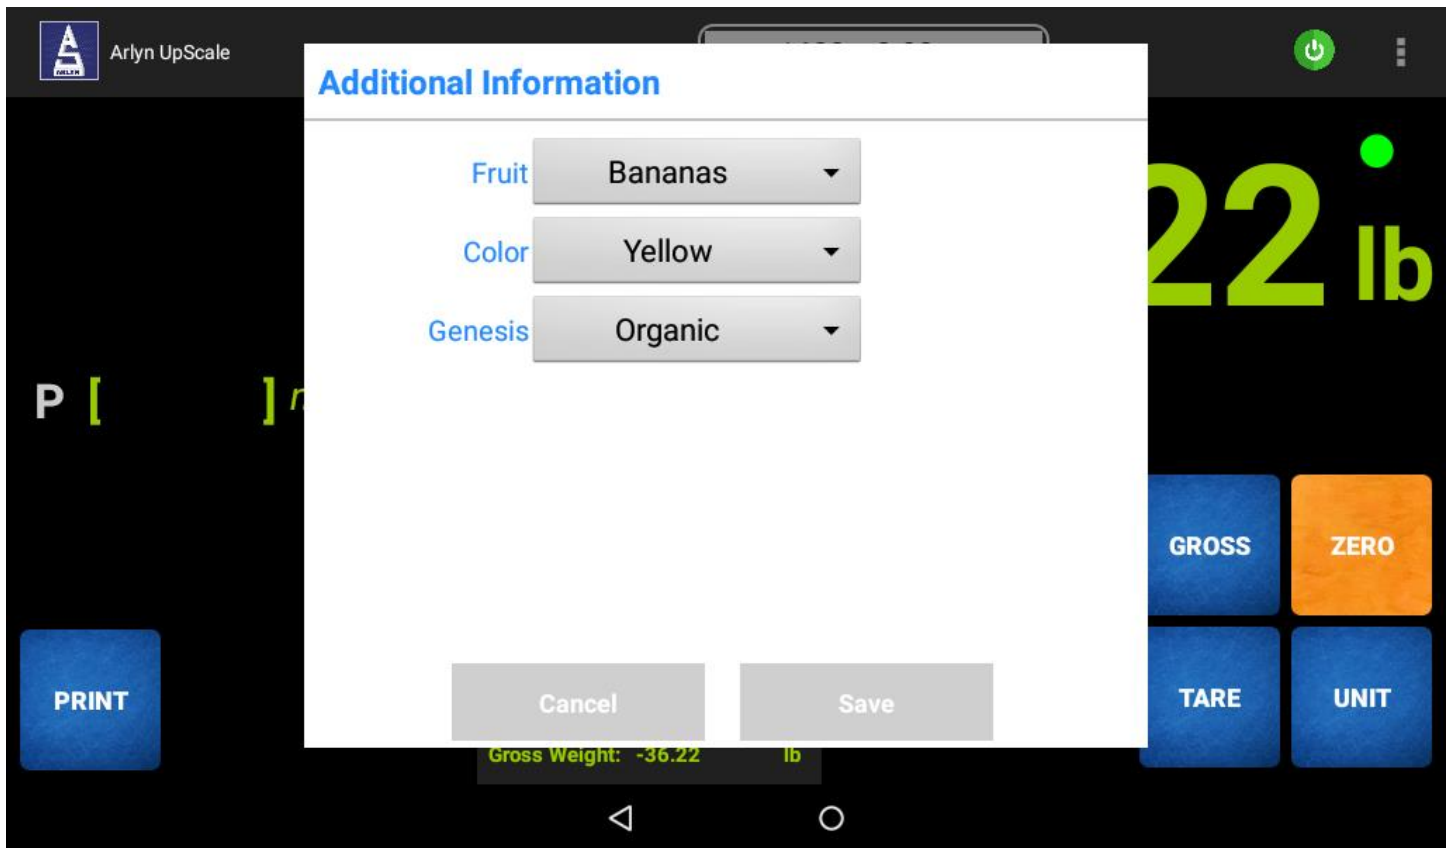 ARLYN
Arlyn UpScale
Additional Information
Fruit Bananas
Color Yellow
Genesis Organic
22 lb
P [ ]
GROSS ZERO
PRINT
Cancel Save
TARE UNIT
Gross Weight: -36.22 lb